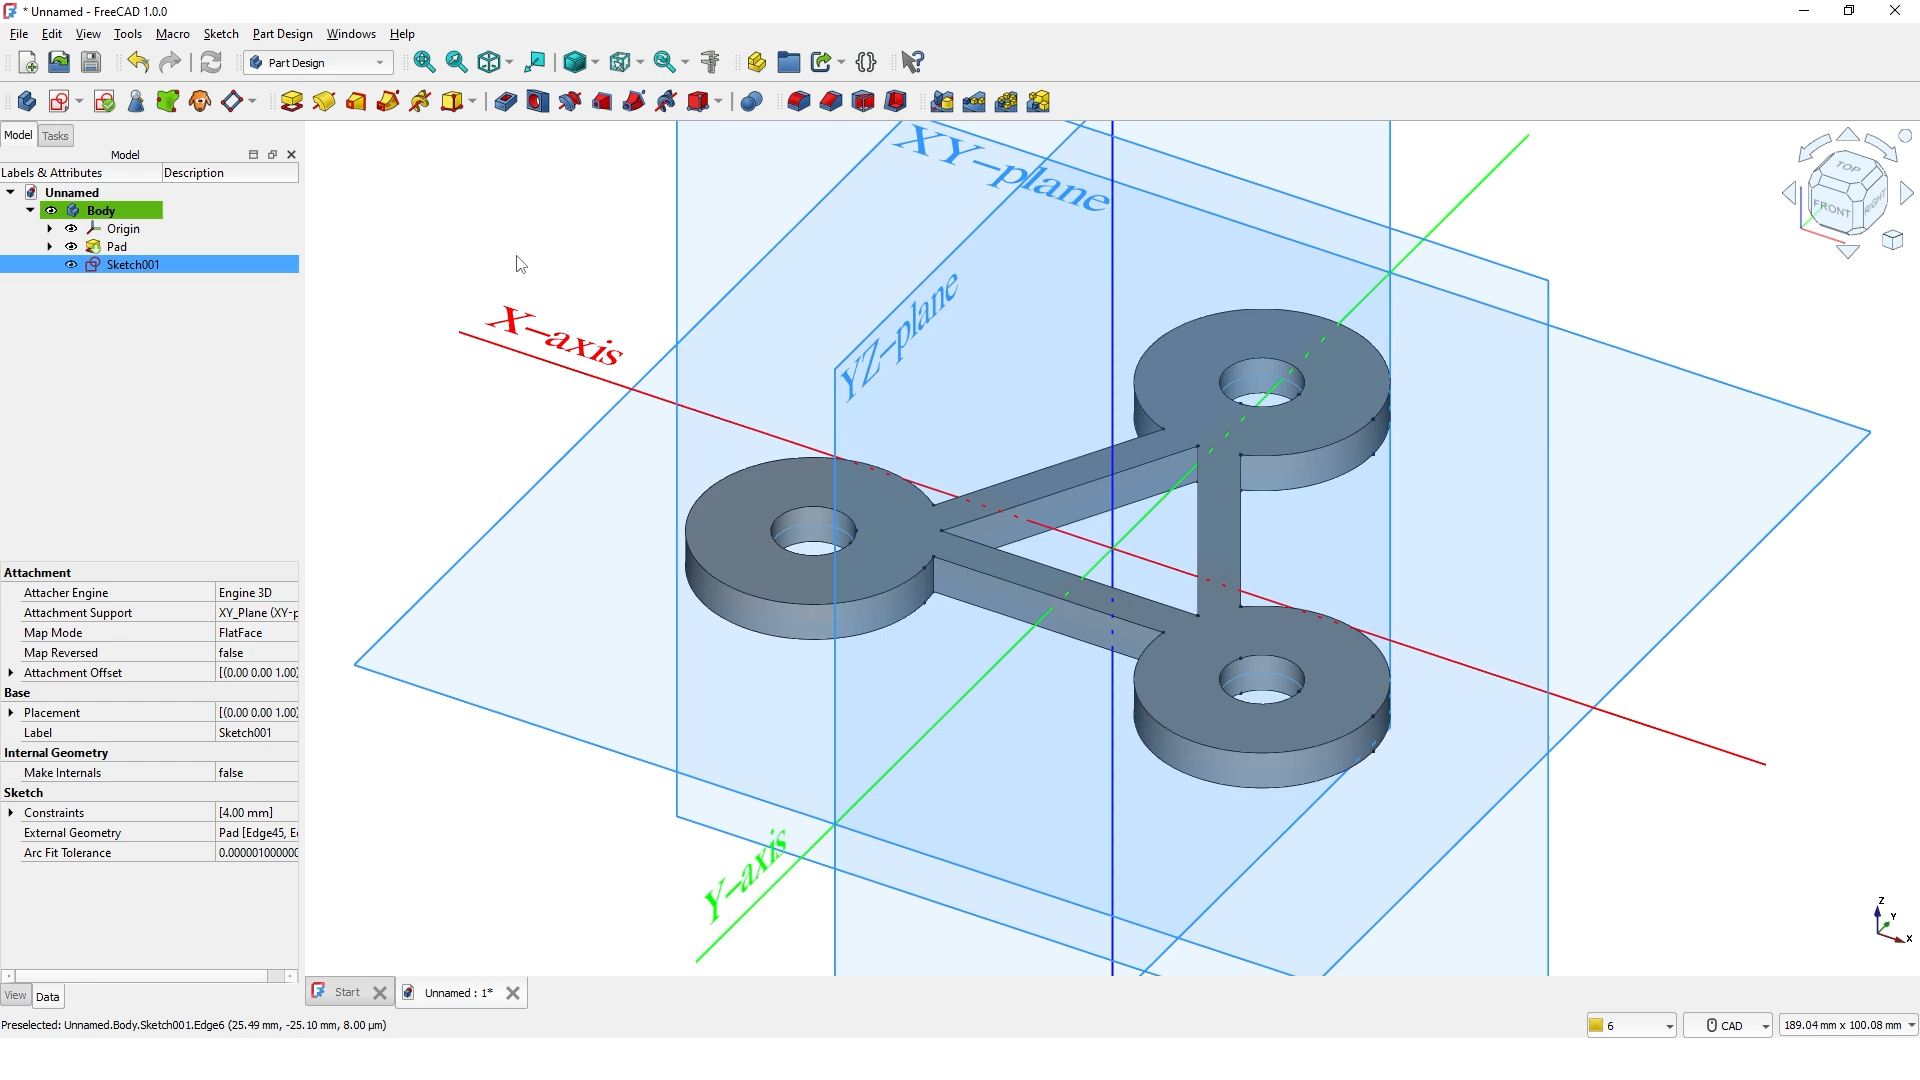 * Unnamed - FreeCAD 1.0.0
File Edit View Tools Macro Sketch Part Design Windows Help
Part Design
Model Tasks
Model
Labels & Attributes Description
Unnamed
Body
Origin
Pad
Sketch001
Attachment
Attacher Engine Engine 3D
Attachment Support XY_Plane (XY-p
Map Mode FlatFace
Map Reversed false
Attachment Offset [(0.00 0.00 1.00)
Base
Placement [(0.00 0.00 1.00)
Label Sketch001
Internal Geometry
Make Internals false
Sketch
Constraints [4.00 mm]
External Geometry Pad [Edge45, E
Arc Fit Tolerance 0.000001000000
View Data
XY-plane
YZ-plane
X-axis
Y-axis
TOP
FRONT
RIGHT
Z
Y
X
Start
Unnamed : 1*
Preselected: Unnamed.Body.Sketch001.Edge6 (25.49 mm, -25.10 mm, 8.00 µm)
6
CAD
189.04 mm x 100.08 mm